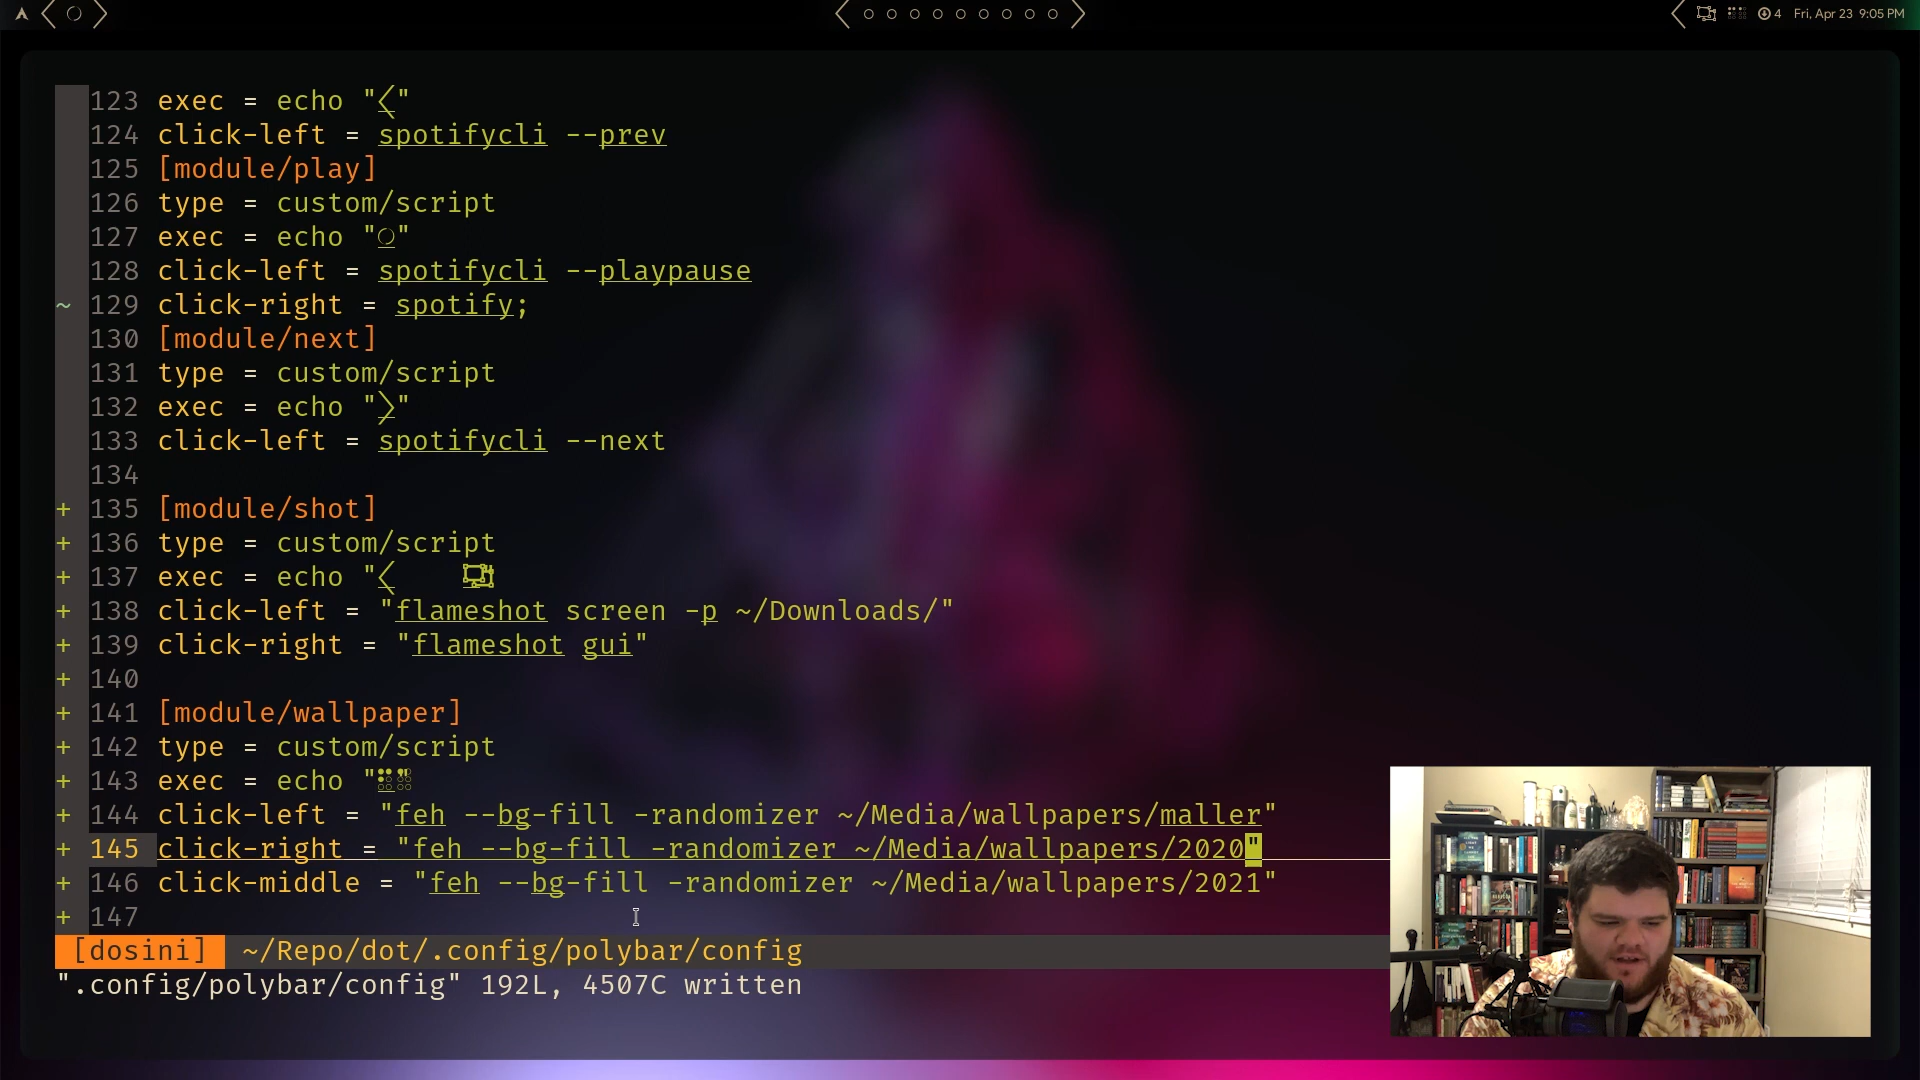 4 Fri, Apr 23 9:05 PM
123 exec = echo "〈"
124 click-left = spotifycli --prev
125 [module/play]
126 type = custom/script
127 exec = echo "○"
128 click-left = spotifycli --playpause
~ 129 click-right = spotify;
130 [module/next]
131 type = custom/script
132 exec = echo "〉"
133 click-left = spotifycli --next
134
+ 135 [module/shot]
+ 136 type = custom/script
+ 137 exec = echo "〈
+ 138 click-left = "flameshot screen -p ~/Downloads/"
+ 139 click-right = "flameshot gui"
+ 140
+ 141 [module/wallpaper]
+ 142 type = custom/script
+ 143 exec = echo "
+ 144 click-left = "feh --bg-fill -randomizer ~/Media/wallpapers/maller"
+ 145 click-right = "feh --bg-fill -randomizer ~/Media/wallpapers/2020"
+ 146 click-middle = "feh --bg-fill -randomizer ~/Media/wallpapers/2021"
+ 147
[dosini] ~/Repo/dot/.config/polybar/config
".config/polybar/config" 192L, 4507C written